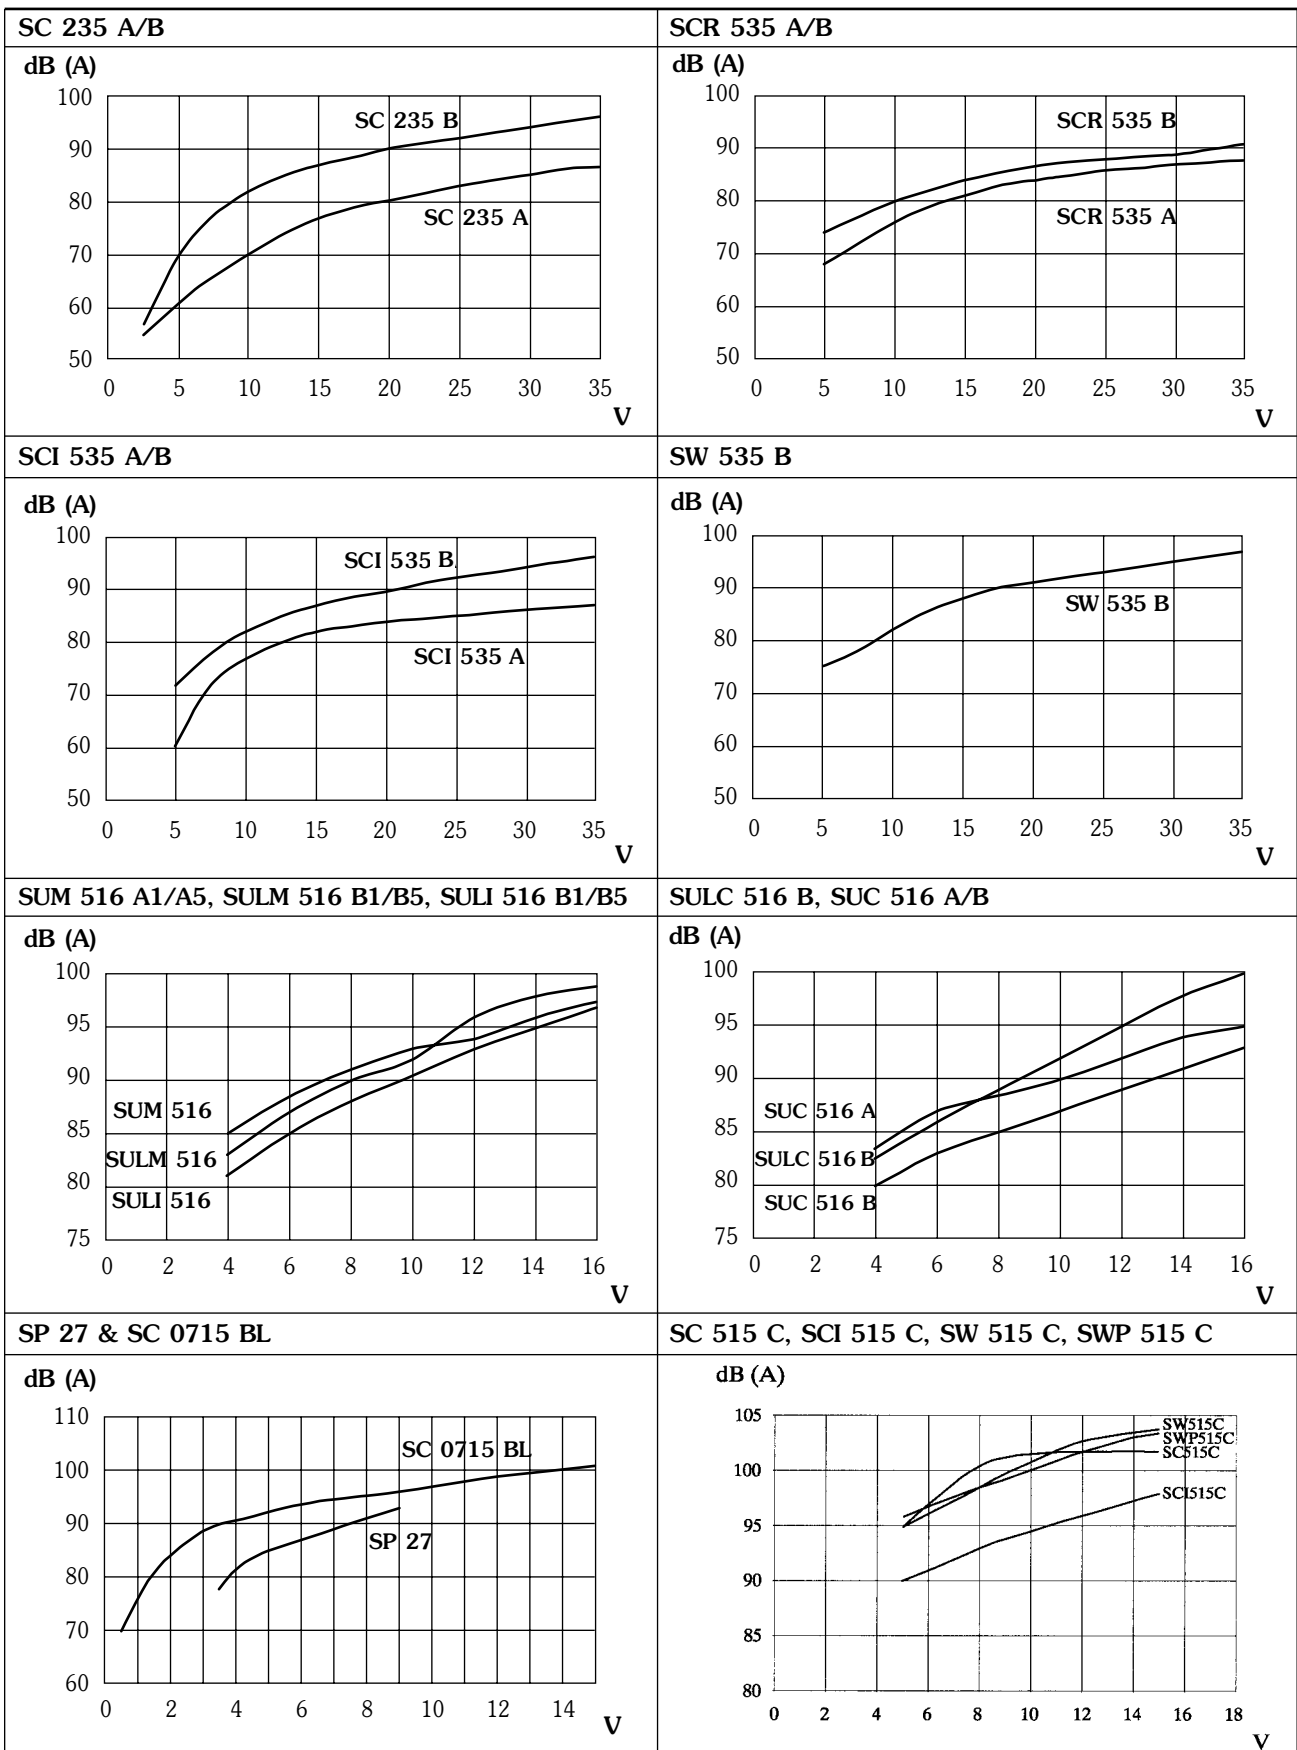 SC 235 A/B
dB (A)
100
90
80
70
60
50
SC 235 B
SC 235 A
0 5 10 15 20 25 30 35
V
SCR 535 A/B
dB (A)
100
90
80
70
60
50
SCR 535 B
SCR 535 A
0 5 10 15 20 25 30 35
V
SCI 535 A/B
dB (A)
100
90
80
70
60
50
SCI 535 B
SCI 535 A
0 5 10 15 20 25 30 35
V
SW 535 B
dB (A)
100
90
80
70
60
50
SW 535 B
0 5 10 15 20 25 30 35
V
SUM 516 A1/A5, SULM 516 B1/B5, SULI 516 B1/B5
dB (A)
100
95
90
85
80
75
SUM 516
SULM 516
SULI 516
0 2 4 6 8 10 12 14 16
V
SULC 516 B, SUC 516 A/B
dB (A)
100
95
90
85
80
75
SUC 516 A
SULC 516 B
SUC 516 B
0 2 4 6 8 10 12 14 16
V
SP 27 & SC 0715 BL
dB (A)
110
100
90
80
70
60
SC 0715 BL
SP 27
0 2 4 6 8 10 12 14
V
SC 515 C, SCI 515 C, SW 515 C, SWP 515 C
dB (A)
105
100
95
90
85
80
SW515C
SWP515C
SC515C
SCI515C
0 2 4 6 8 10 12 14 16 18
V